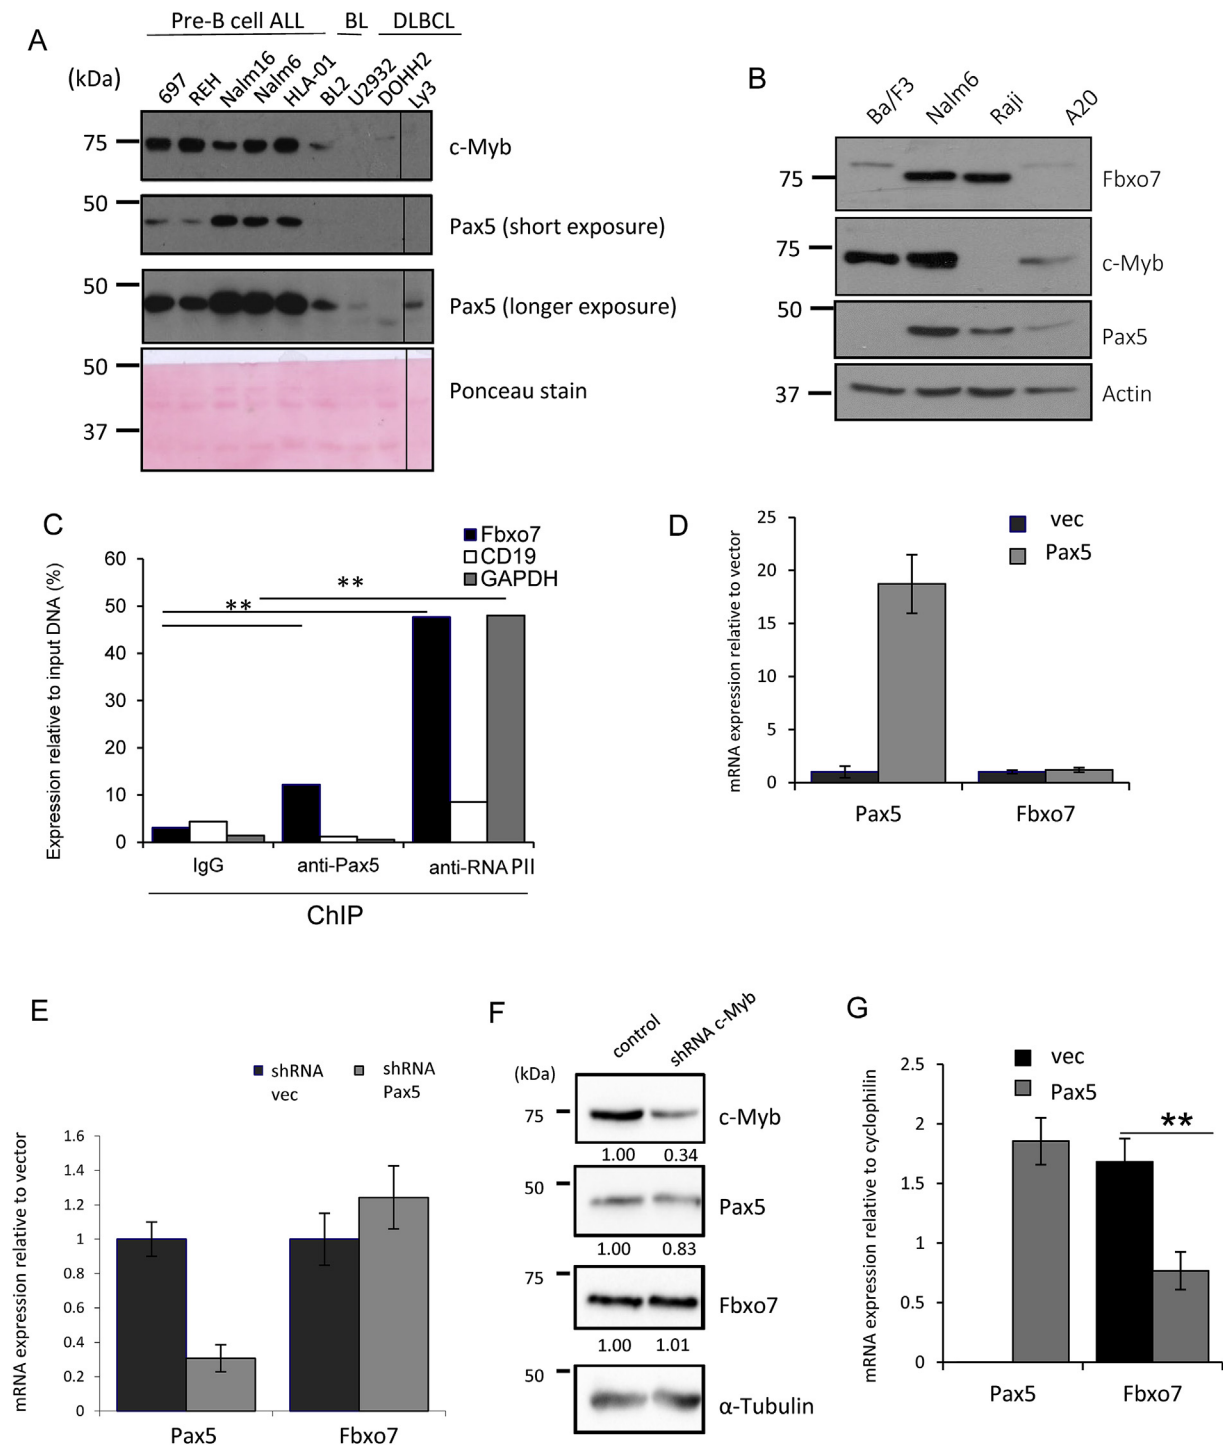 A
Pre-B cell ALL BL DLBCL
(kDa)
697 REH Nalm16 Nalm6 HLA-01 BL2 U2932 DOHH2 Ly3
75 c-Myb
50
Pax5 (short exposure)
50
Pax5 (longer exposure)
50
Ponceau stain
37
B
Ba/F3 Nalm6 Raji A20
75 Fbxo7
75
c-Myb
50
Pax5
37 Actin
C
Fbxo7
CD19
GAPDH
Expression relative to input DNA (%)
60
50
40
30
20
10
0
**
**
IgG anti-Pax5 anti-RNA PII
ChIP
D
vec
Pax5
mRNA expression relative to vector
25
20
15
10
5
0
Pax5 Fbxo7
E
shRNA vec
shRNA Pax5
mRNA expression relative to vector
1.6
1.4
1.2
1
0.8
0.6
0.4
0.2
0
Pax5 Fbxo7
F
control shRNA c-Myb
(kDa)
75 c-Myb
1.00 0.34
50
Pax5
1.00 0.83
75
Fbxo7
1.00 1.01
50
α-Tubulin
G
vec
Pax5
mRNA expression relative to cyclophilin
2.5
2
1.5
1
0.5
0
**
Pax5 Fbxo7